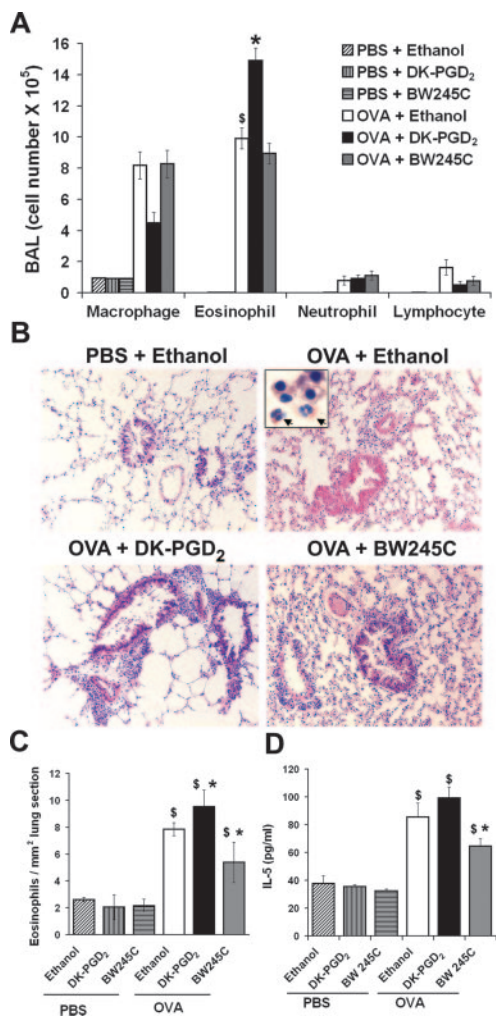 A
BAL (cell number X 10⁵)
16
14
12
10
8
6
4
2
0
$
*
PBS + Ethanol
PBS + DK-PGD₂
PBS + BW245C
OVA + Ethanol
OVA + DK-PGD₂
OVA + BW245C
Macrophage Eosinophil Neutrophil Lymphocyte
B
PBS + Ethanol OVA + Ethanol
OVA + DK-PGD₂ OVA + BW245C
C
Eosinophils / mm² lung section
12
10
8
6
4
2
0
$
$ *
$ *
Ethanol DK-PGD₂ BW245C Ethanol DK-PGD₂ BW245C
PBS OVA
D
IL-5 (pg/ml)
120
100
80
60
40
20
0
$
$
$ *
Ethanol DK-PGD₂ BW 245C Ethanol DK-PGD₂ BW 245C
PBS OVA